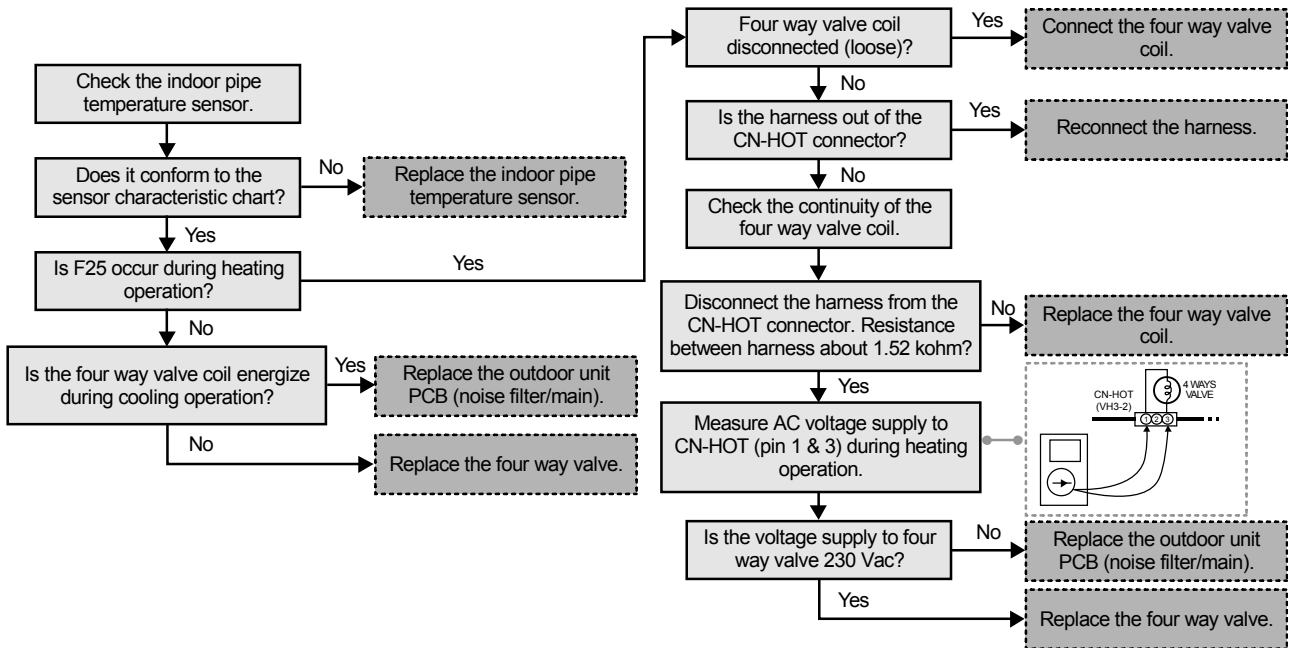 Check the indoor pipe
temperature sensor.
Does it conform to the
sensor characteristic chart?
No
Replace the indoor pipe
temperature sensor.
Yes
Is F25 occur during heating
operation?
Yes
No
Is the four way valve coil energize
during cooling operation?
Yes
Replace the outdoor unit
PCB (noise filter/main).
No
Replace the four way valve.
Four way valve coil
disconnected (loose)?
Yes
Connect the four way valve
coil.
No
Is the harness out of the
CN-HOT connector?
Yes
Reconnect the harness.
No
Check the continuity of the
four way valve coil.
Disconnect the harness from the
CN-HOT connector. Resistance
between harness about 1.52 kohm?
No
Replace the four way valve
coil.
Yes
Measure AC voltage supply to
CN-HOT (pin 1 & 3) during heating
operation.
CN-HOT
(VH3-2)
4 WAYS
VALVE
1 2 3
Is the voltage supply to four
way valve 230 Vac?
No
Replace the outdoor unit
PCB (noise filter/main).
Yes
Replace the four way valve.